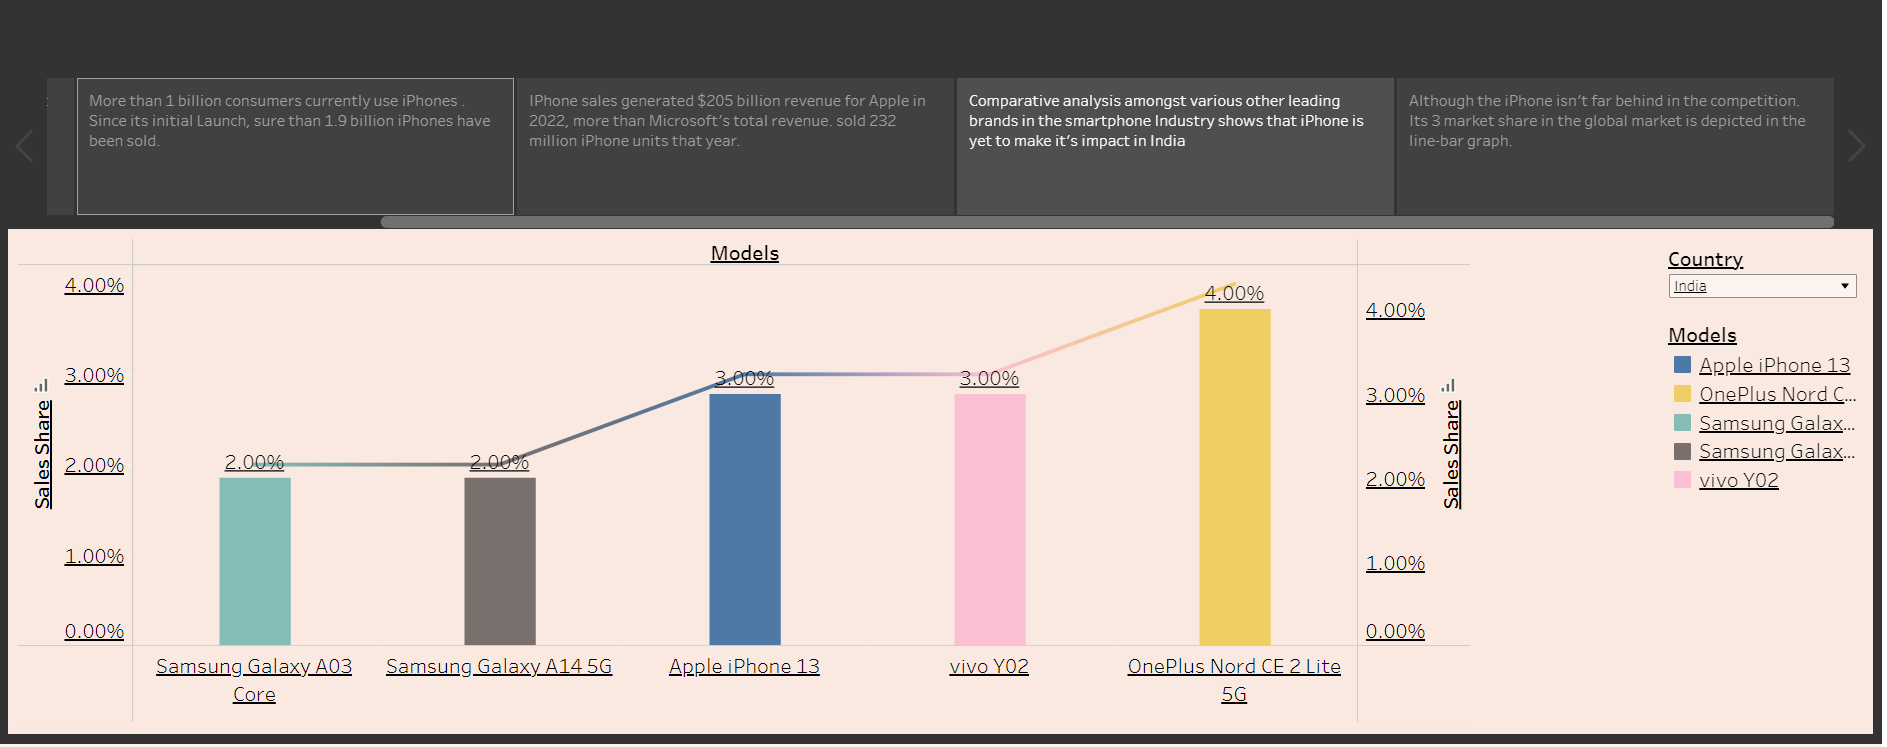 More than 1 billion consumers currently use iPhones .
Since its initial Launch, sure than 1.9 billion iPhones have
been sold.
IPhone sales generated $205 billion revenue for Apple in
2022, more than Microsoft's total revenue. sold 232
million iPhone units that year.
Comparative analysis amongst various other leading
brands in the smartphone Industry shows that iPhone is
yet to make it's impact in India
Although the iPhone isn't far behind in the competition.
Its 3 market share in the global market is depicted in the
line-bar graph.
Models
4.00%
3.00%
2.00%
1.00%
0.00%
Sales Share
2.00%
2.00%
3.00%
3.00%
4.00%
4.00%
3.00%
2.00%
1.00%
0.00%
Sales Share
Samsung Galaxy A03
Core
Samsung Galaxy A14 5G
Apple iPhone 13
vivo Y02
OnePlus Nord CE 2 Lite
5G
Country
India
Models
Apple iPhone 13
OnePlus Nord C...
Samsung Galax...
Samsung Galax...
vivo Y02